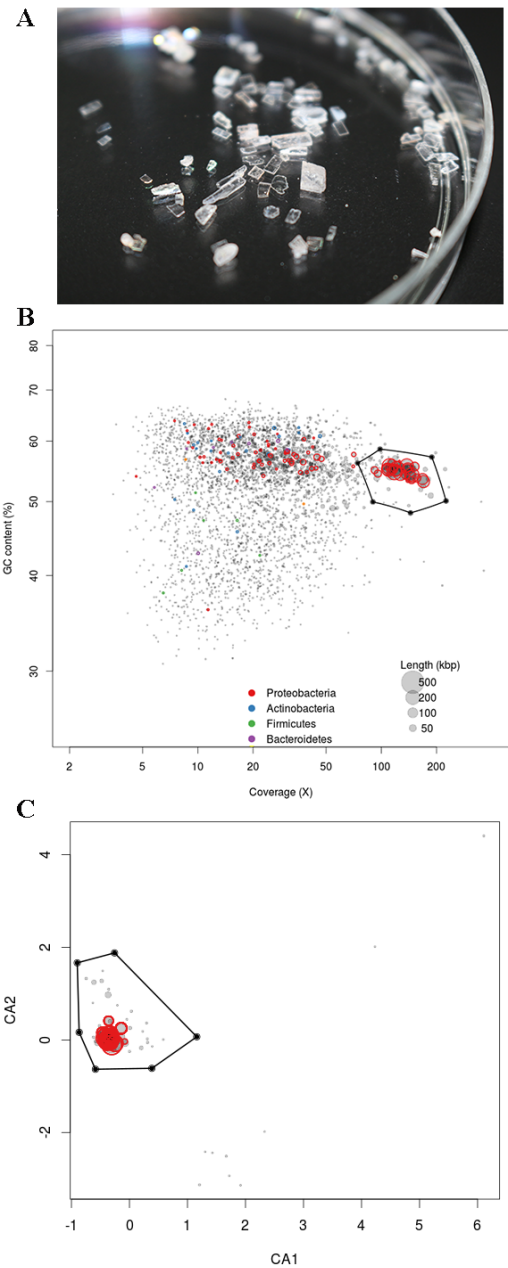 A
B
80
70
60
50
40
30
GC content (%)
Length (kbp)
500
200
100
50
Proteobacteria
Actinobacteria
Firmicutes
Bacteroidetes
2 5 10 20 50 100 200
Coverage (X)
C
4
2
0
-2
CA2
-1 0 1 2 3 4 5 6
CA1